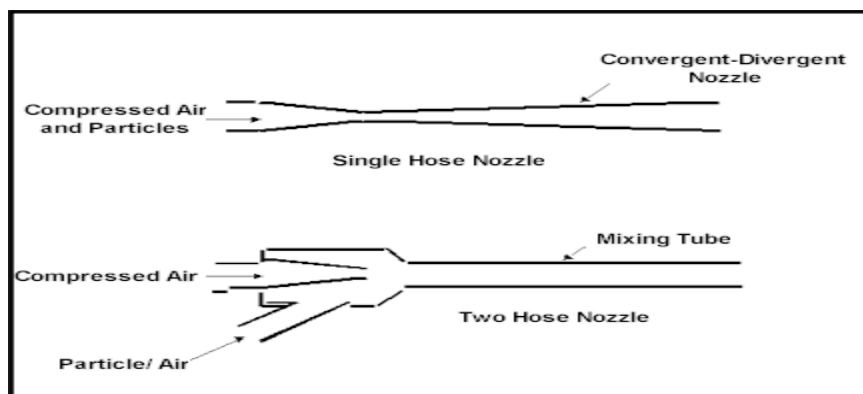 Convergent-Divergent
Nozzle
Compressed Air
and Particles
Single Hose Nozzle
Mixing Tube
Compressed Air
Two Hose Nozzle
Particle/ Air